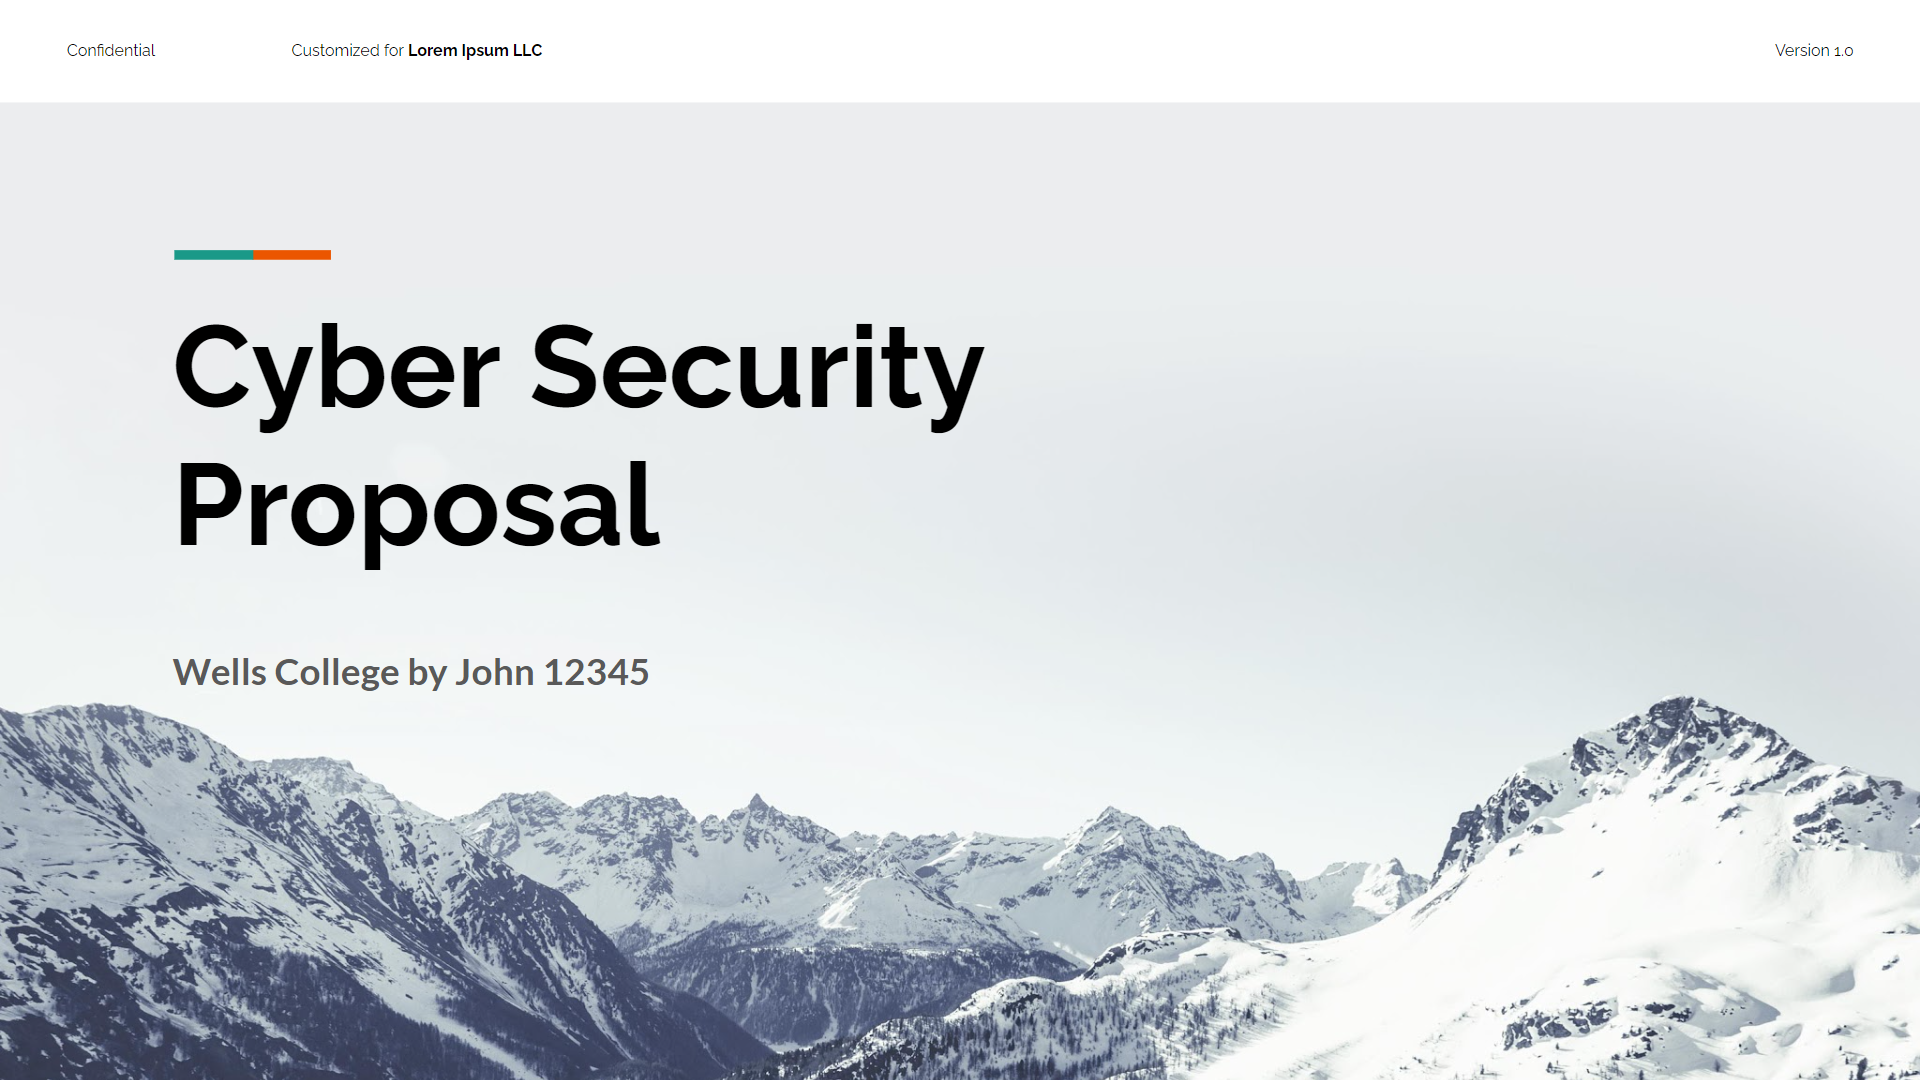 Confidential
Customized for Lorem Ipsum LLC
Version 1.0
Cyber Security
Proposal
Wells College by John 12345